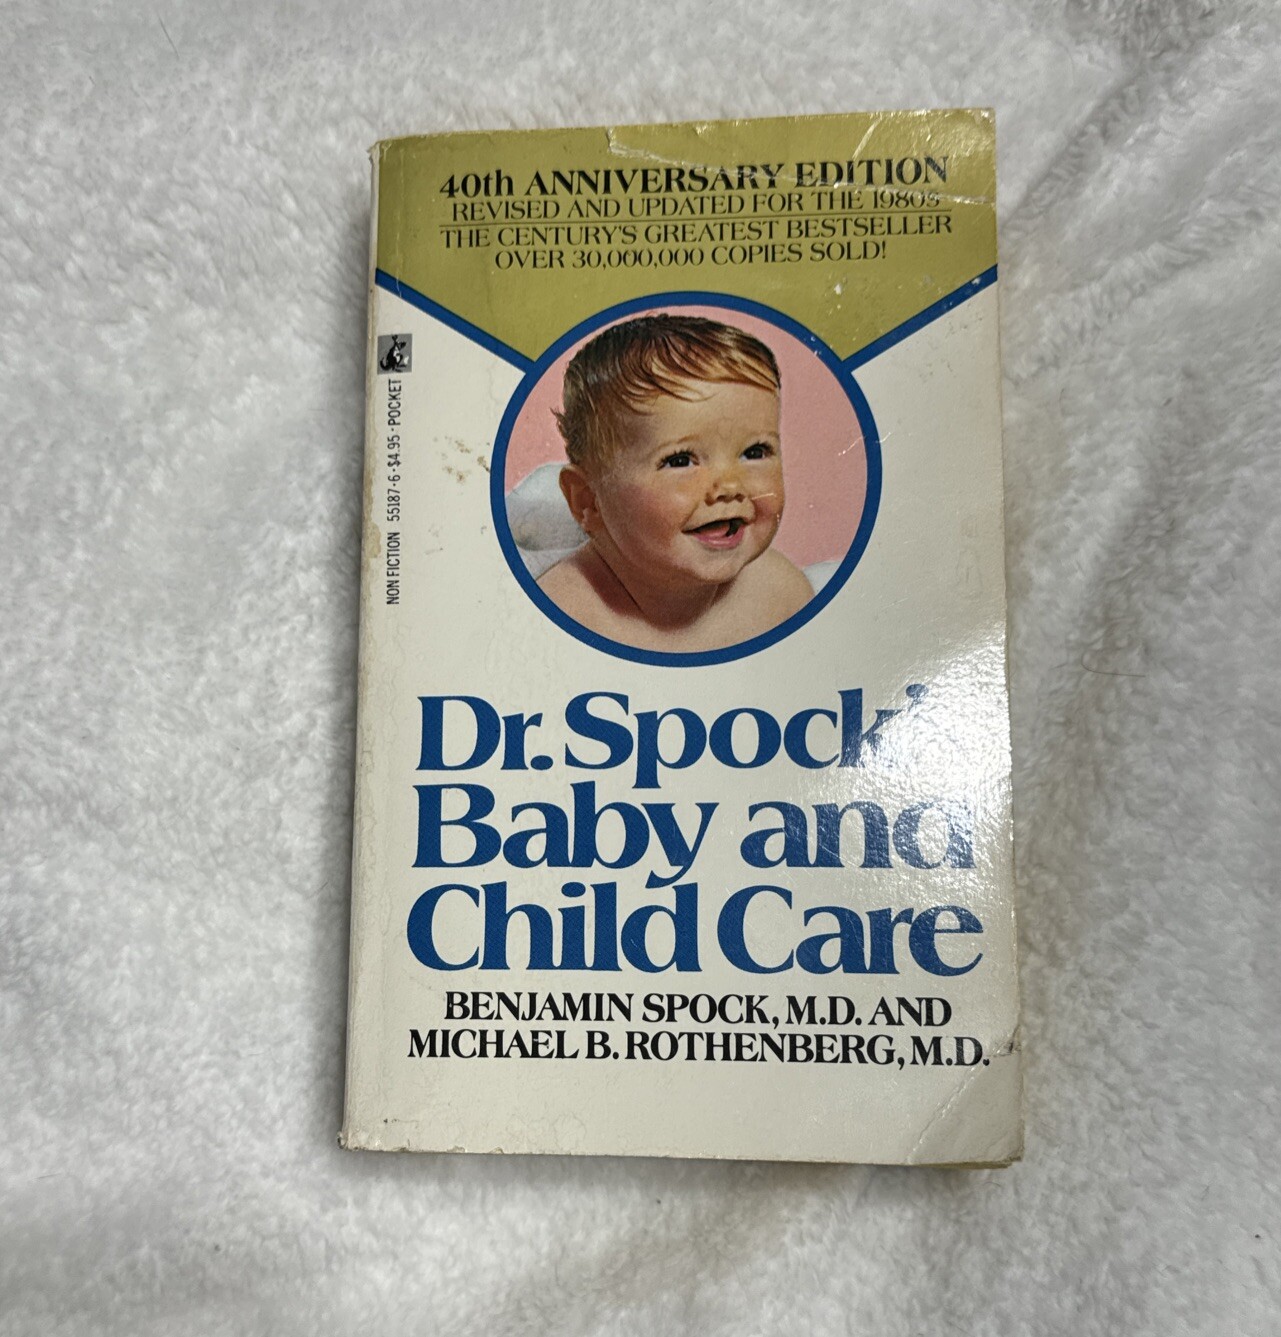 40th ANNIVERSARY EDITION
REVISED AND UPDATED FOR THE 1980s
THE CENTURY'S GREATEST BESTSELLER
OVER 30,000,000 COPIES SOLD!
NON FICTION 55187·6·$4.95·POCKET
Dr. Spock's
Baby and
Child Care
BENJAMIN SPOCK, M.D. AND
MICHAEL B. ROTHENBERG, M.D.